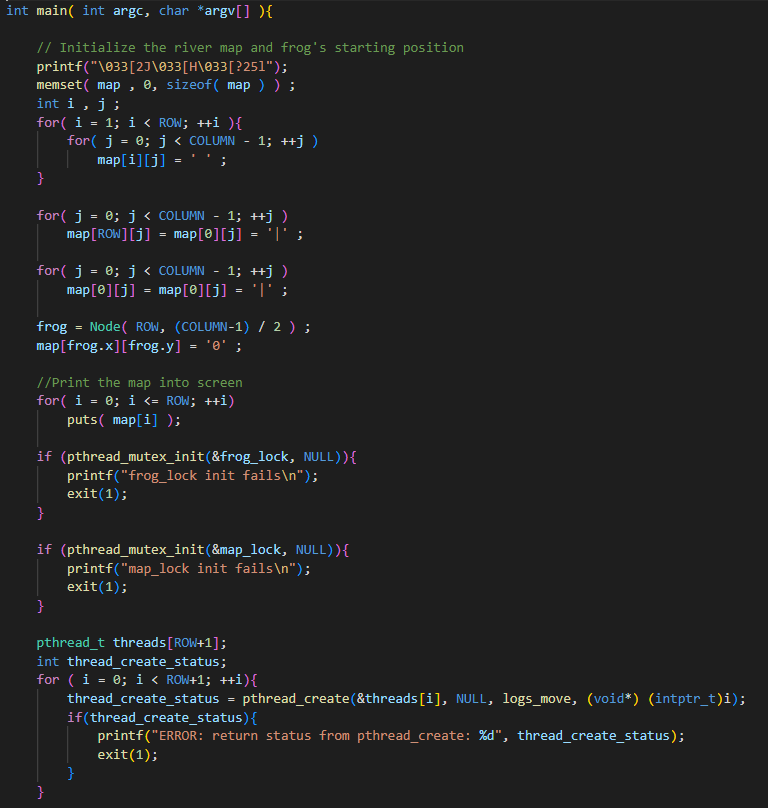 int main( int argc, char *argv[] ){
// Initialize the river map and frog's starting position
printf("\033[2J\033[H\033[?25l");
memset( map , 0, sizeof( map ) ) ;
int i , j ;
for( i = 1; i < ROW; ++i ){
for( j = 0; j < COLUMN - 1; ++j )
map[i][j] = ' ' ;
}
for( j = 0; j < COLUMN - 1; ++j )
map[ROW][j] = map[0][j] = '|' ;
for( j = 0; j < COLUMN - 1; ++j )
map[0][j] = map[0][j] = '|' ;
frog = Node( ROW, (COLUMN-1) / 2 ) ;
map[frog.x][frog.y] = '0' ;
//Print the map into screen
for( i = 0; i <= ROW; ++i)
puts( map[i] );
if (pthread_mutex_init(&frog_lock, NULL)){
printf("frog_lock init fails\n");
exit(1);
}
if (pthread_mutex_init(&map_lock, NULL)){
printf("map_lock init fails\n");
exit(1);
}
pthread_t threads[ROW+1];
int thread_create_status;
for ( i = 0; i < ROW+1; ++i){
thread_create_status = pthread_create(&threads[i], NULL, logs_move, (void*) (intptr_t)i);
if(thread_create_status){
printf("ERROR: return status from pthread_create: %d", thread_create_status);
exit(1);
}
}